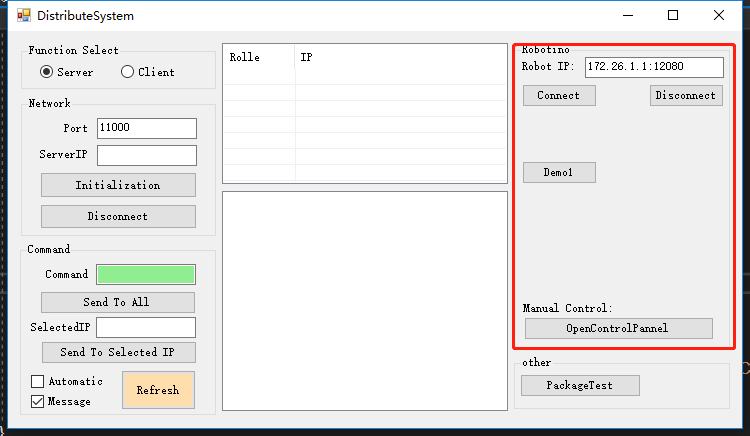 DistributeSystem
Function Select
Server
Client
Network
Port 11000
ServerIP
Initialization
Disconnect
Command
Command
Send To All
SelectedIP
Send To Selected IP
Automatic
Message
Refresh
Rolle IP
Robotino
Robot IP: 172.26.1.1:12080
Connect
Disconnect
Demo1
Manual Control:
OpenControlPannel
other
PackageTest
C
}